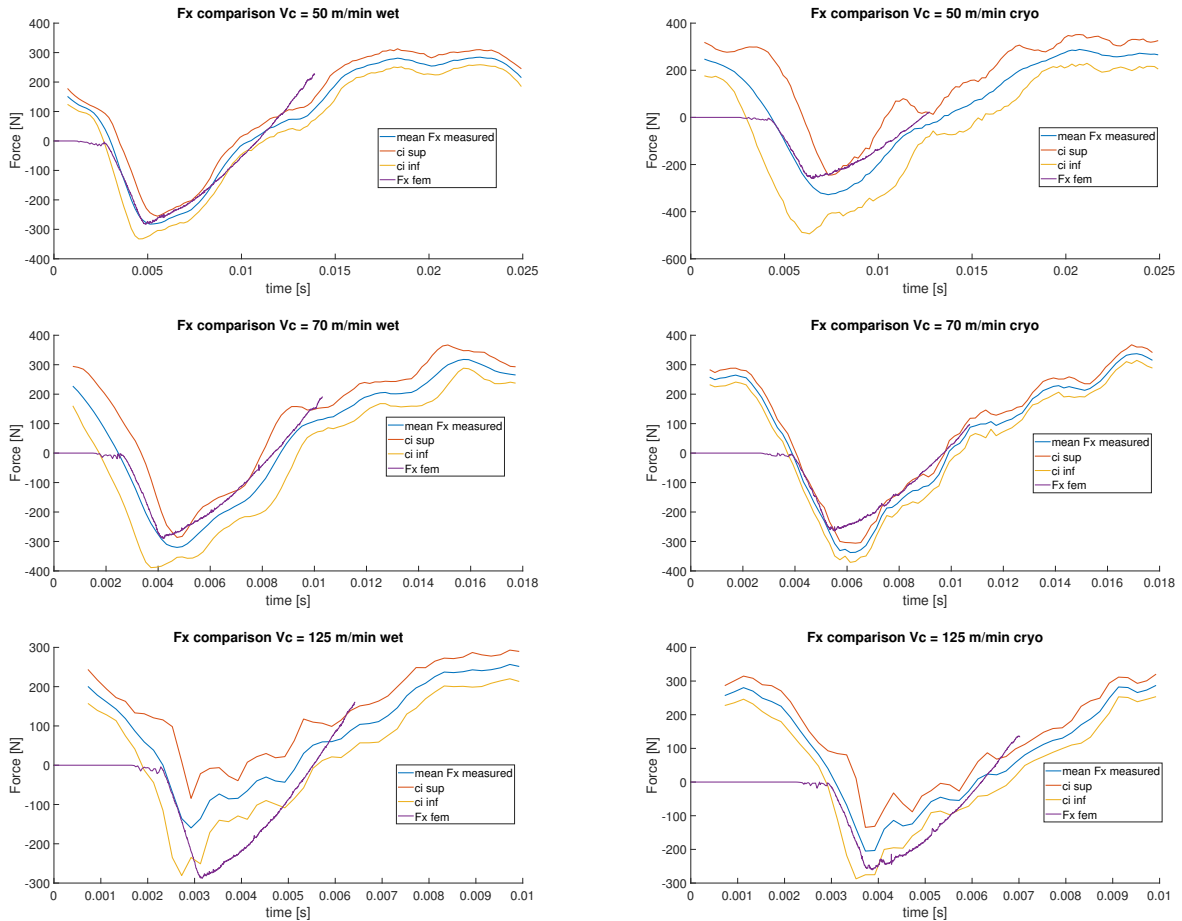 Fx comparison Vc = 50 m/min wet
400
300
200
100
0
-100
-200
-300
-400
Force [N]
0
0.005
0.01
0.015
0.02
0.025
time [s]
mean Fx measured
ci sup
ci inf
Fx fem
Fx comparison Vc = 50 m/min cryo
400
200
0
-200
400
-600
Force [N]
0
0.005
0.01
0.015
0.02
0.025
time [s]
mean Fx measured
ci sup
ci inf
Fx fem
Fx comparison Vc = 70 m/min wet
400
300
200
100
0
-100
-200
-300
-400
Force [N]
0
0.002
0.004
0.006
0.008
0.01
0.012
0.014
0.016
0.018
time [s]
mean Fx measured
ci sup
ci inf
Fx fem
Fx comparison Vc = 70 m/min cryo
400
300
200
100
0
-100
-200
-300
-400
Force [N]
0
0.002
0.004
0.006
0.008
0.01
0.012
0.014
0.016
0.018
time [s]
mean Fx measured
ci sup
ci inf
Fx fem
Fx comparison Vc = 125 m/min wet
300
200
100
0
-100
-200
-300
Force [N]
0
0.001
0.002
0.003
0.004
0.005
0.006
0.007
0.008
0.009
0.01
time [s]
mean Fx measured
ci sup
ci inf
Fx fem
Fx comparison Vc = 125 m/min cryo
400
300
200
100
0
-100
-200
-300
Force [N]
0
0.001
0.002
0.003
0.004
0.005
0.006
0.007
0.008
0.009
0.01
time [s]
mean Fx measured
ci sup
ci inf
Fx fem